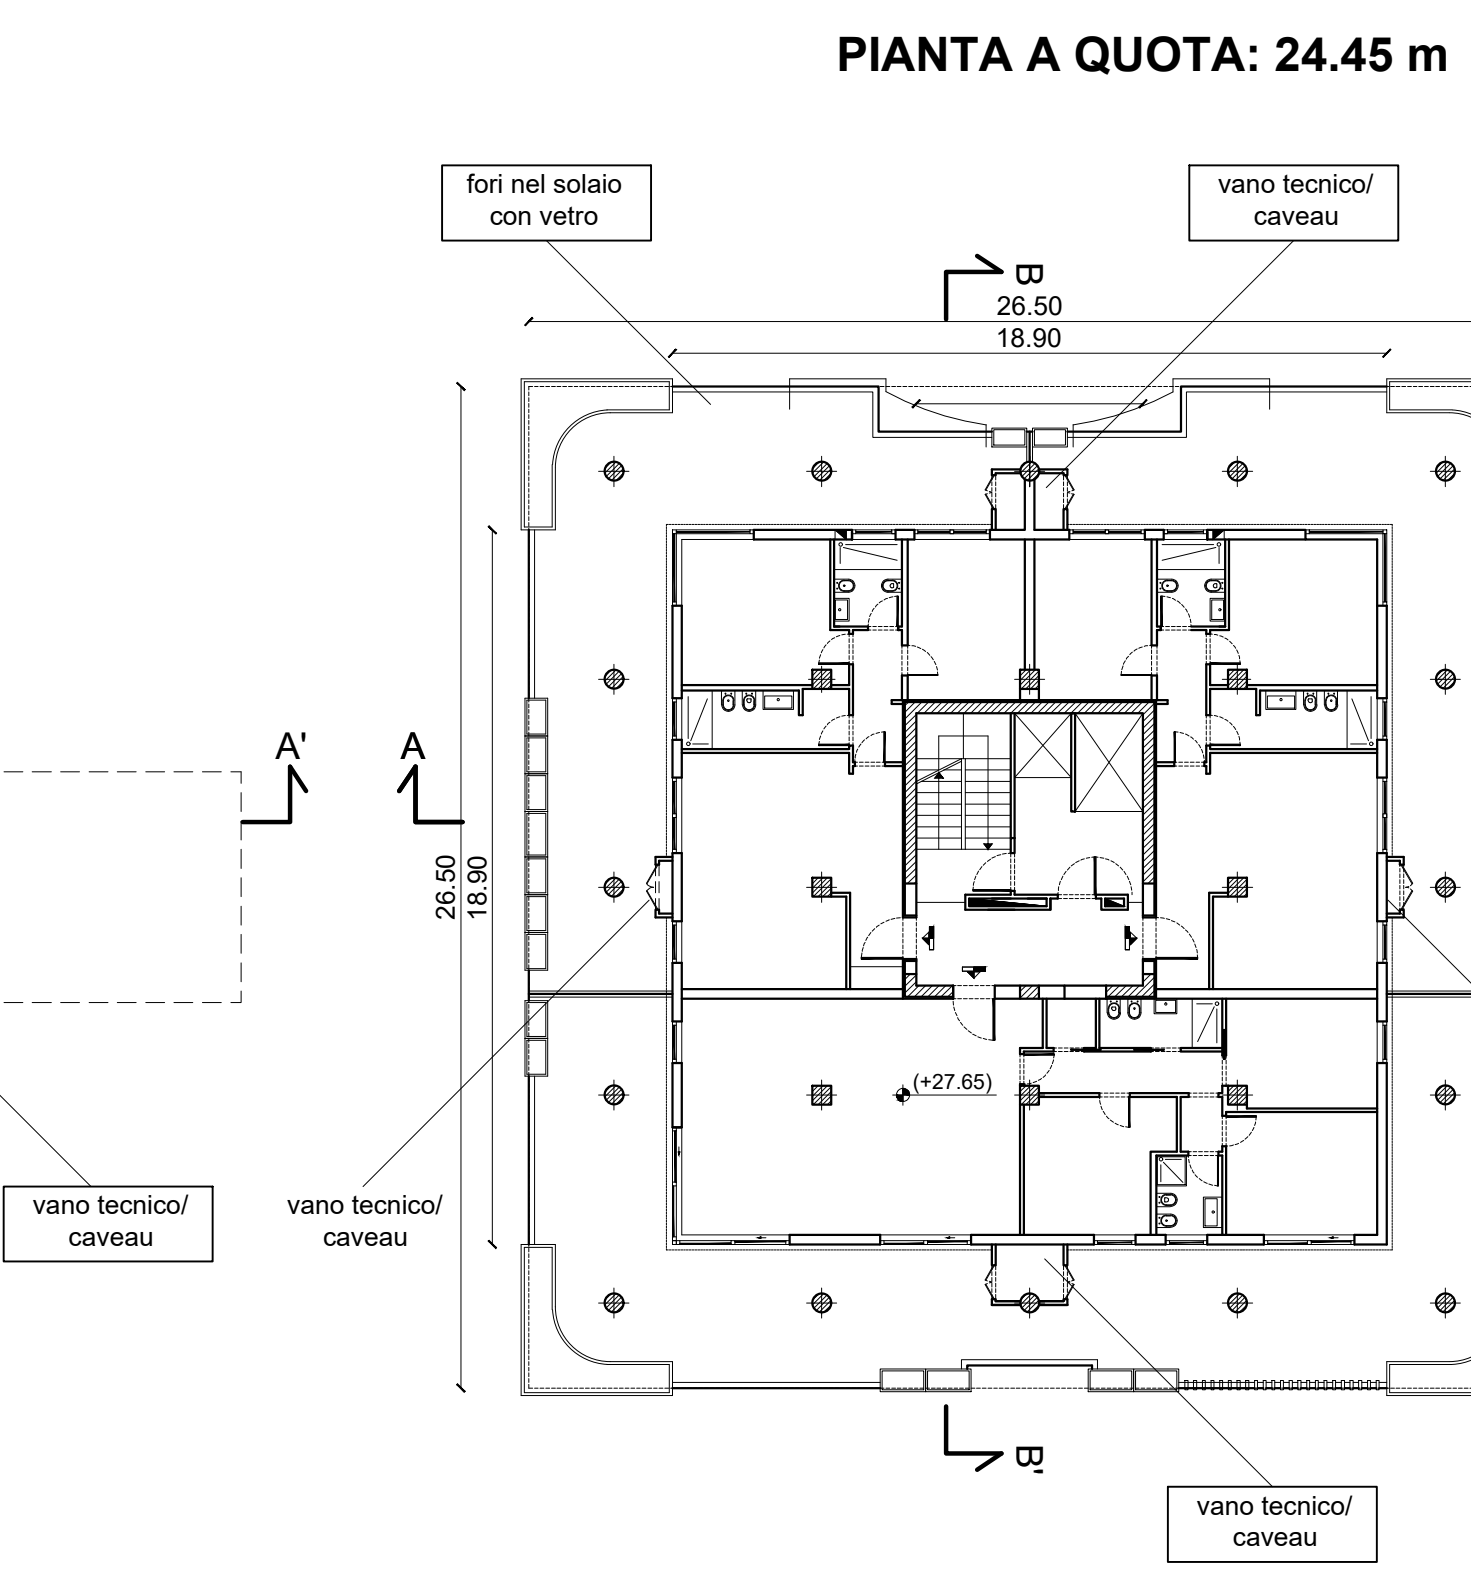 PIANTA A QUOTA: 24.45 m
fori nel solaio
con vetro
vano tecnico/
caveau
B
26.50
18.90
A'
A
26.50
18.90
(+27.65)
vano tecnico/
caveau
vano tecnico/
caveau
B'
vano tecnico/
caveau